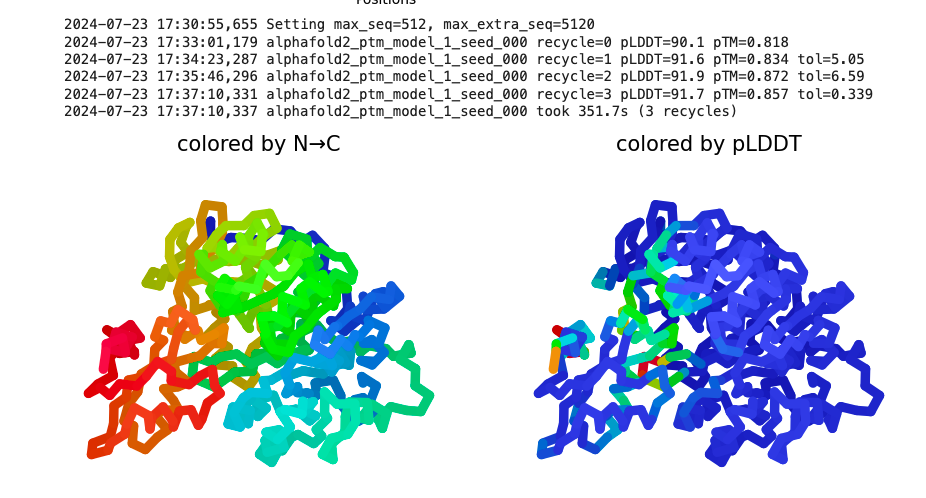 Positions
2024-07-23 17:30:55,655 Setting max_seq=512, max_extra_seq=5120
2024-07-23 17:33:01,179 alphafold2_ptm_model_1_seed_000 recycle=0 pLDDT=90.1 pTM=0.818
2024-07-23 17:34:23,287 alphafold2_ptm_model_1_seed_000 recycle=1 pLDDT=91.6 pTM=0.834 tol=5.05
2024-07-23 17:35:46,296 alphafold2_ptm_model_1_seed_000 recycle=2 pLDDT=91.9 pTM=0.872 tol=6.59
2024-07-23 17:37:10,331 alphafold2_ptm_model_1_seed_000 recycle=3 pLDDT=91.7 pTM=0.857 tol=0.339
2024-07-23 17:37:10,337 alphafold2_ptm_model_1_seed_000 took 351.7s (3 recycles)
colored by N→C
colored by pLDDT